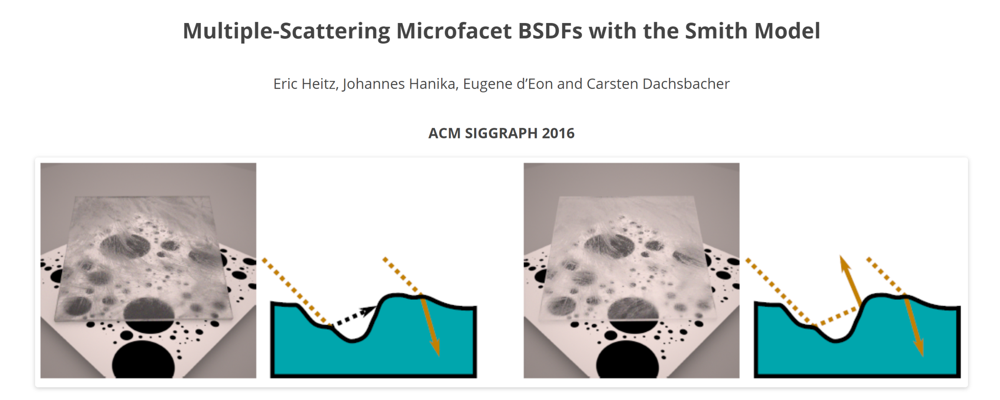 Multiple-Scattering Microfacet BSDFs with the Smith Model
Eric Heitz, Johannes Hanika, Eugene d’Eon and Carsten Dachsbacher
ACM SIGGRAPH 2016